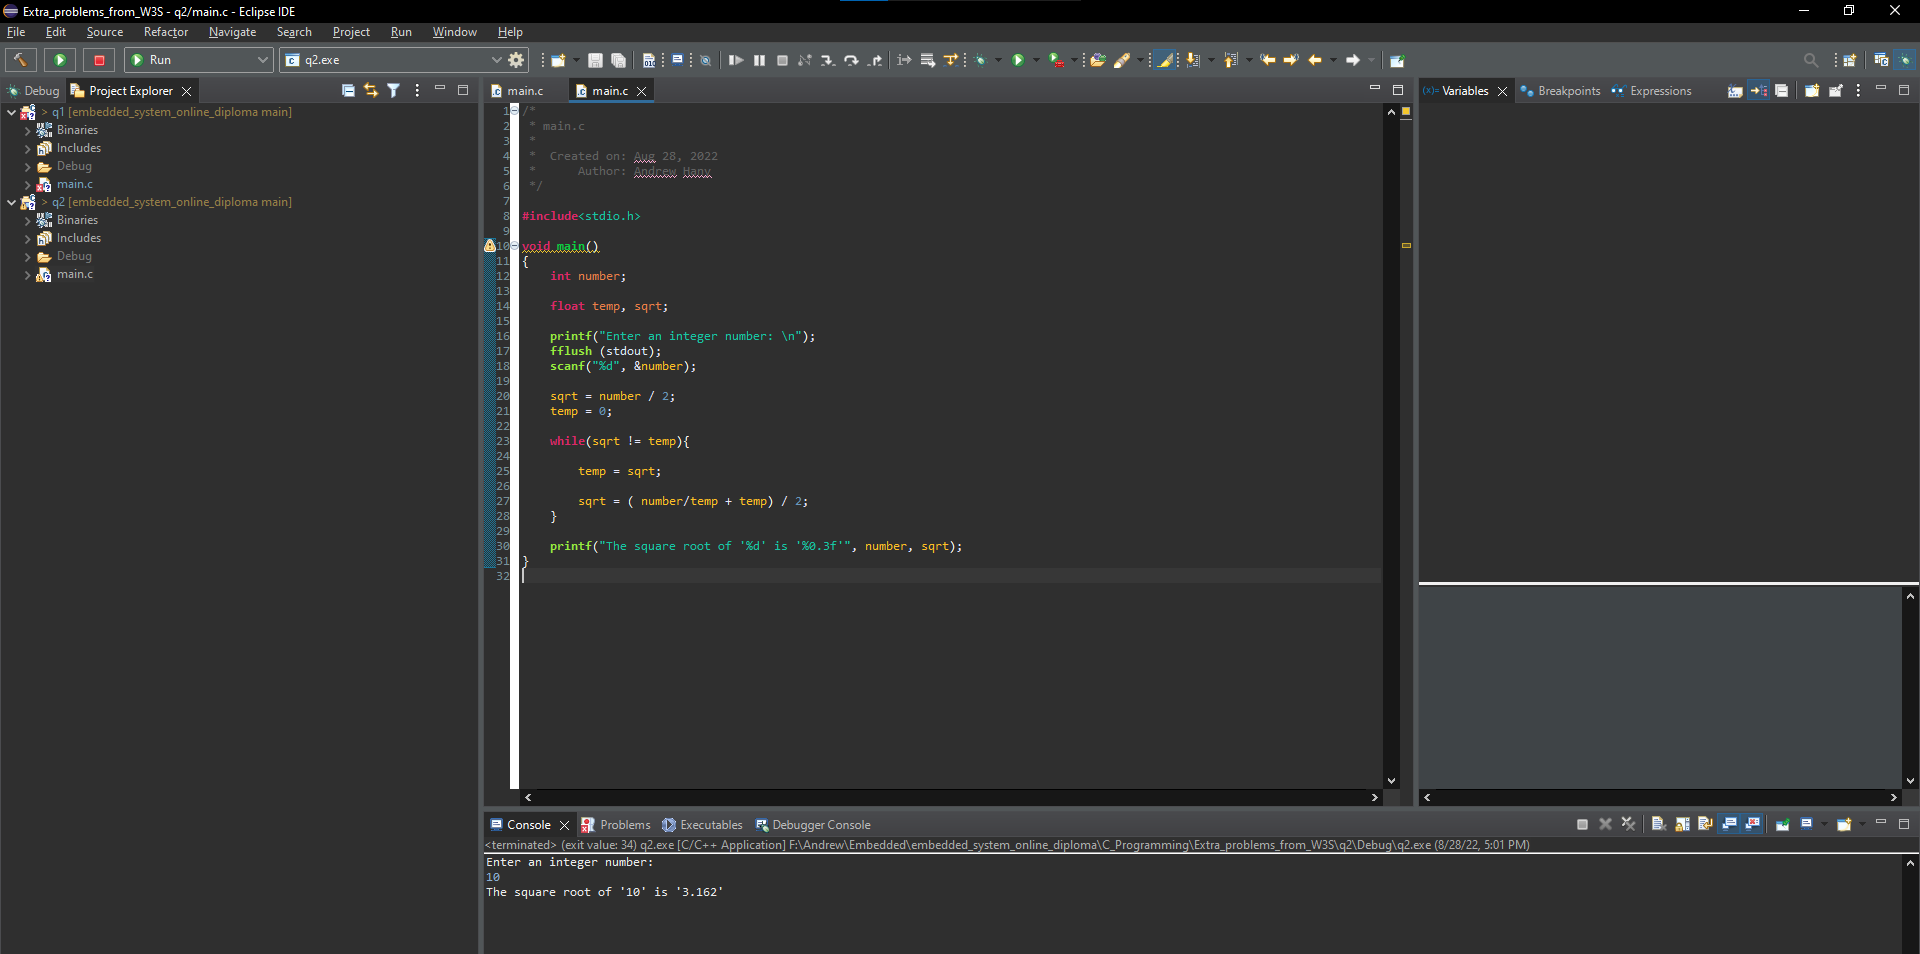 Extra_problems_from_W3S - q2/main.c - Eclipse IDE
File Edit Source Refactor Navigate Search Project Run Window Help
Run q2.exe
Debug Project Explorer
q1 [embedded_system_online_diploma main]
Binaries
Includes
Debug
main.c
q2 [embedded_system_online_diploma main]
Binaries
Includes
Debug
main.c
main.c main.c
1 /*
2 * main.c
3 *
4 * Created on: Aug 28, 2022
5 * Author: Andrew Hany
6 */
7
8 #include<stdio.h>
9
10 void main()
11 {
12 int number;
13
14 float temp, sqrt;
15
16 printf("Enter an integer number: \n");
17 fflush (stdout);
18 scanf("%d", &number);
19
20 sqrt = number / 2;
21 temp = 0;
22
23 while(sqrt != temp){
24
25 temp = sqrt;
26
27 sqrt = ( number/temp + temp) / 2;
28 }
29
30 printf("The square root of '%d' is '%0.3f'", number, sqrt);
31 }
32
(x)= Variables Breakpoints Expressions
Console Problems Executables Debugger Console
<terminated> (exit value: 34) q2.exe [C/C++ Application] F:\Andrew\Embedded\embedded_system_online_diploma\C_Programming\Extra_problems_from_W3S\q2\Debug\q2.exe (8/28/22, 5:01 PM)
Enter an integer number:
10
The square root of '10' is '3.162'